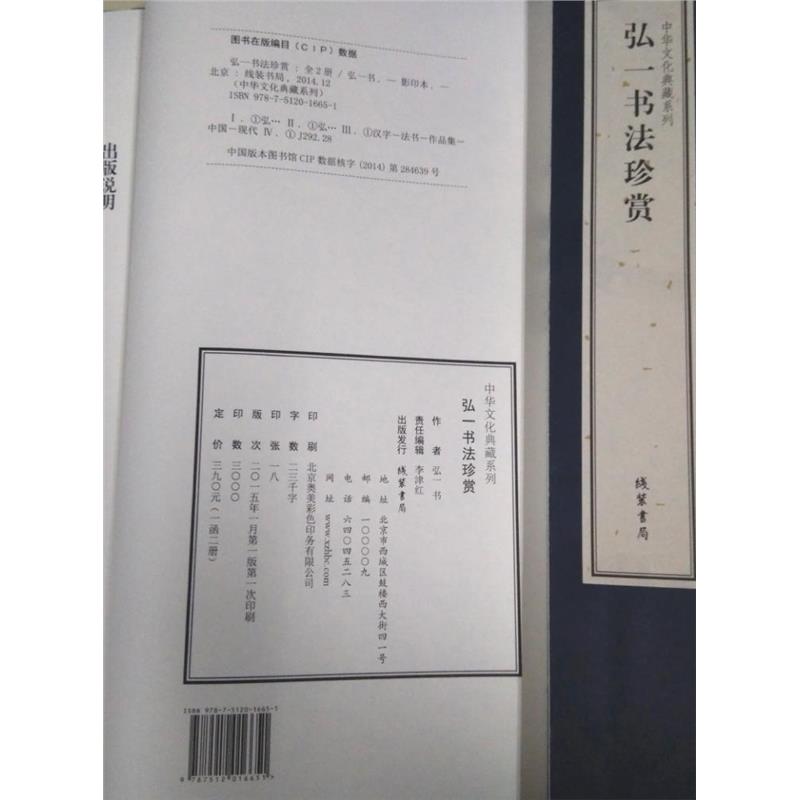 图书在版编目(CIP)数据
弘一书法珍赏:全2册/弘一书.—影印本.—
北京:线装书局,2014.12
(中华文化典藏系列)
ISBN 978-7-5120-1665-1
Ⅰ.①弘… Ⅱ.①弘… Ⅲ.①汉字-法书-作品集-
中国-现代 Ⅳ.①J292.28
中国版本图书馆CIP数据核字(2014)第284639号
出版说明
中华文化典藏系列
弘一书法珍赏
作 者 弘一书
责任编辑 李津红
出版发行 线装书局
地 址 北京市西城区鼓楼西大街四一号
邮 编 一〇〇〇〇九
电 话 六四〇四五二八三
网 址 www.xzhbc.com
印 刷 北京奥美彩色印务有限公司
字 数 二三千字
印 张 一八
版 次 二〇一五年一月第一版第一次印刷
印 数 三〇〇〇
定 价 三九〇元(一函二册)
ISBN 978-7-5120-1665-1
9 787512 016651>
中华文化典藏系列
弘一书法珍赏
线装书局